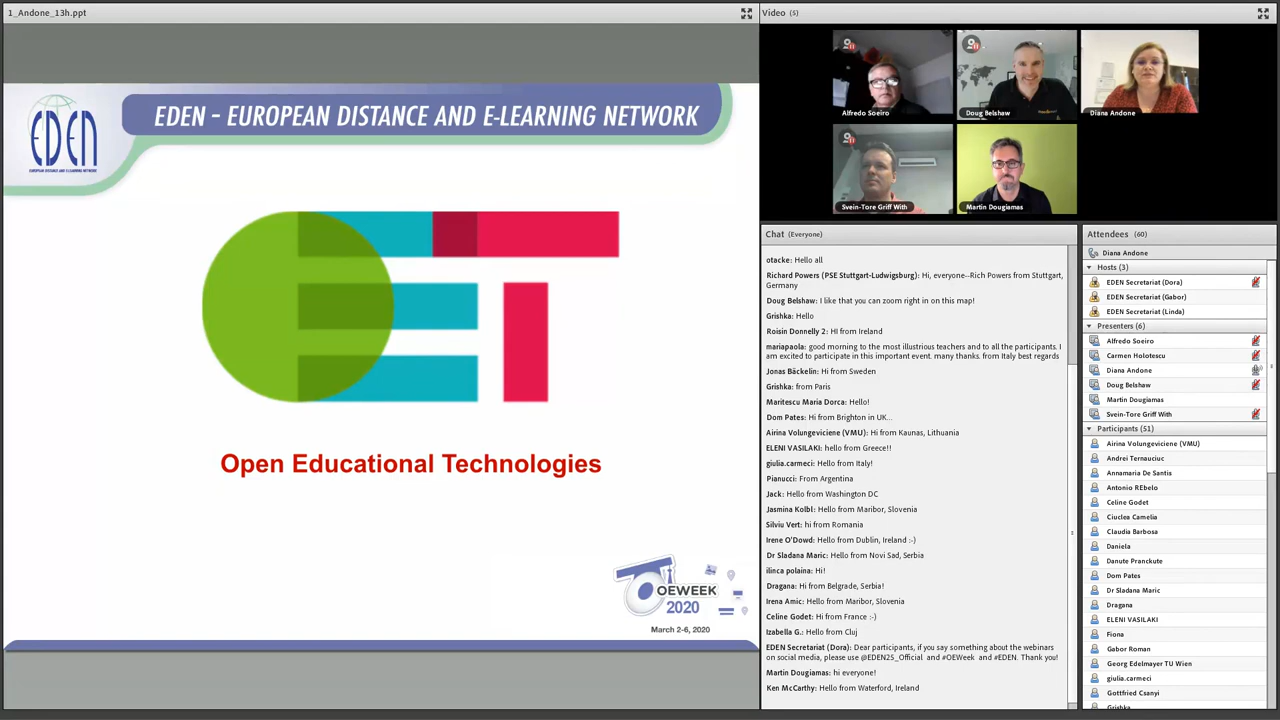 1_Andone_13h.ppt
EDEN
EUROPEAN DISTANCE AND E-LEARNING NETWORK
EDEN - EUROPEAN DISTANCE AND E-LEARNING NETWORK
Open Educational Technologies
OEWEEK
2020
March 2-6, 2020
Video (5)
Alfredo Soeiro
Doug Belshaw
Diana Andone
Svein-Tore Griff With
Martin Dougiamas
Chat (Everyone)
otacke: Hello all
Richard Powers (PSE Stuttgart-Ludwigsburg): Hi, everyone--Rich Powers from Stuttgart,
Germany
Doug Belshaw: I like that you can zoom right in on this map!
Grishka: Hello
Roisin Donnelly 2: HI from Ireland
mariapaola: good morning to the most illustrious teachers and to all the participants. I
am excited to participate in this important event. many thanks. from Italy best regards
Jonas Bäckelin: Hi from Sweden
Grishka: from Paris
Maritescu Maria Dorca: Hello!
Dom Pates: Hi from Brighton in UK...
Airina Volungeviciene (VMU): Hi from Kaunas, Lithuania
ELENI VASILAKI: hello from Greece!!
giulia.carmeci: Hello from Italy!
Pianucci: From Argentina
Jack: Hello from Washington DC
Jasmina Kolbl: Hello from Maribor, Slovenia
Silviu Vert: hi from Romania
Irene O'Dowd: Hello from Dublin, Ireland :-)
Dr Sladana Maric: Hello from Novi Sad, Serbia
ilinca polaina: Hi!
Dragana: Hi from Belgrade, Serbia!
Irena Amic: Hello from Maribor, Slovenia
Celine Godet: Hi from France :-)
Izabella G.: Hello from Cluj
EDEN Secretariat (Dora): Dear participants, if you say something about the webinars
on social media, please use @EDEN25_Official and #OEWeek and #EDEN. Thank you!
Martin Dougiamas: hi everyone!
Ken McCarthy: Hello from Waterford, Ireland
Attendees (60)
Diana Andone
Hosts (3)
EDEN Secretariat (Dora)
EDEN Secretariat (Gabor)
EDEN Secretariat (Linda)
Presenters (6)
Alfredo Soeiro
Carmen Holotescu
Diana Andone
Doug Belshaw
Martin Dougiamas
Svein-Tore Griff With
Participants (51)
Airina Volungeviciene (VMU)
Andrei Ternauciuc
Annamaria De Santis
Antonio REbelo
Celine Godet
Ciuclea Camelia
Claudia Barbosa
Daniela
Danute Pranckute
Dom Pates
Dr Sladana Maric
Dragana
ELENI VASILAKI
Fiona
Gabor Roman
Georg Edelmayer TU Wien
giulia.carmeci
Gottfried Csanyi
Grishka